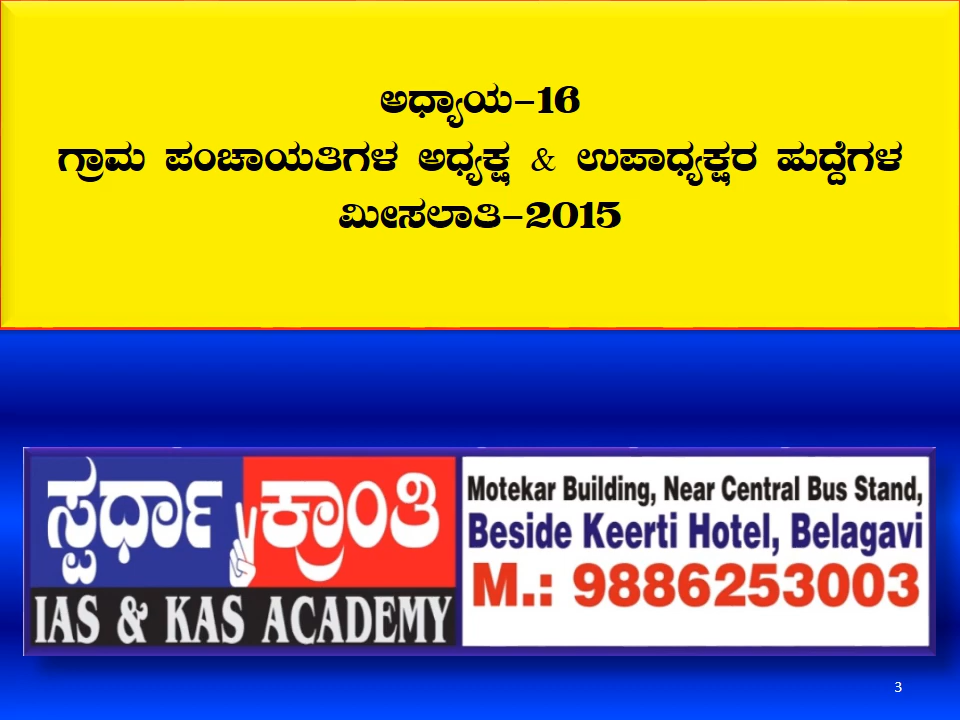 ಅಧ್ಯಾಯ-16
ಗ್ರಾಮ ಪಂಚಾಯತಿಗಳ ಅಧ್ಯಕ್ಷ & ಉಪಾಧ್ಯಕ್ಷರ ಹುದ್ದೆಗಳ
ಮೀಸಲಾತಿ-2015
ಸ್ಪರ್ಧಾ ಕ್ರಾಂತಿ
IAS & KAS ACADEMY
Motekar Building, Near Central Bus Stand,
Beside Keerti Hotel, Belagavi
M.: 9886253003
3